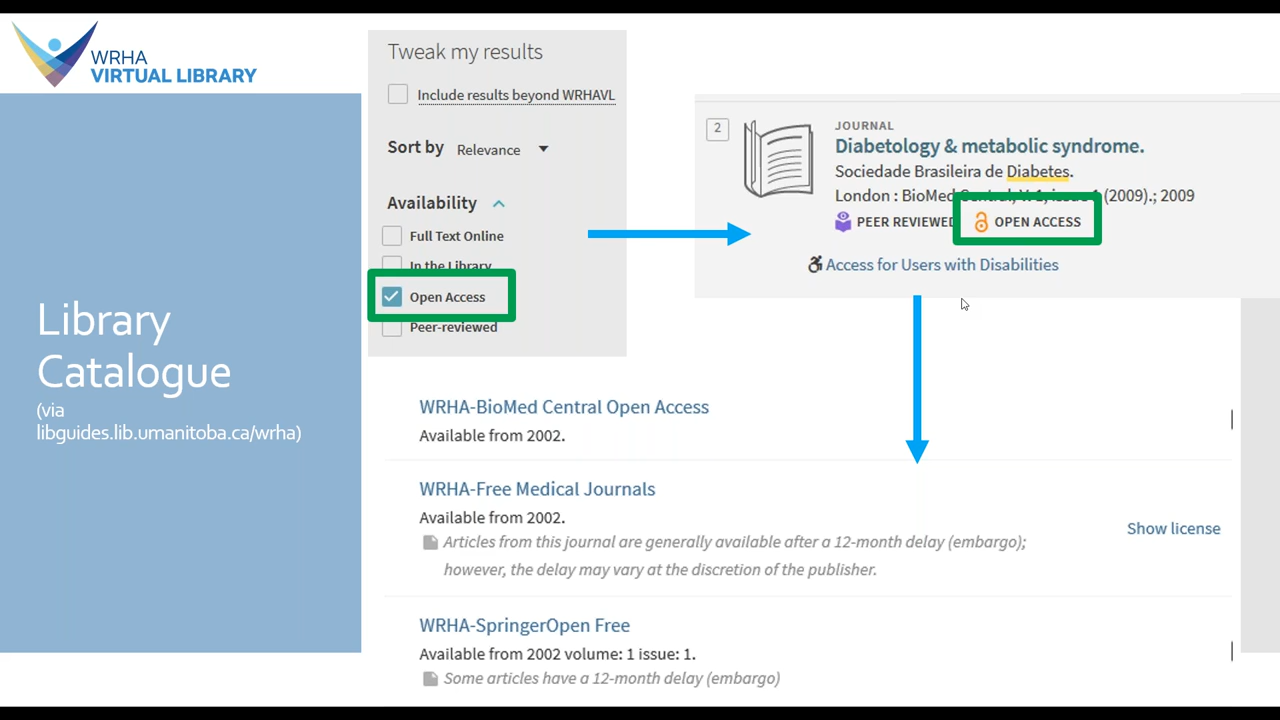 WRHA
VIRTUAL LIBRARY
Library
Catalogue
(via
libguides.lib.umanitoba.ca/wrha)
Tweak my results
Include results beyond WRHAVL
Sort by Relevance
Availability
Full Text Online
In the Library
Open Access
Peer-reviewed
2
JOURNAL
Diabetology & metabolic syndrome.
Sociedade Brasileira de Diabetes.
London : BioMed Central, V. 1, issue 1 (2009).; 2009
PEER REVIEWED OPEN ACCESS
Access for Users with Disabilities
WRHA-BioMed Central Open Access
Available from 2002.
WRHA-Free Medical Journals
Available from 2002.
Articles from this journal are generally available after a 12-month delay (embargo);
however, the delay may vary at the discretion of the publisher.
Show license
WRHA-SpringerOpen Free
Available from 2002 volume: 1 issue: 1.
Some articles have a 12-month delay (embargo)